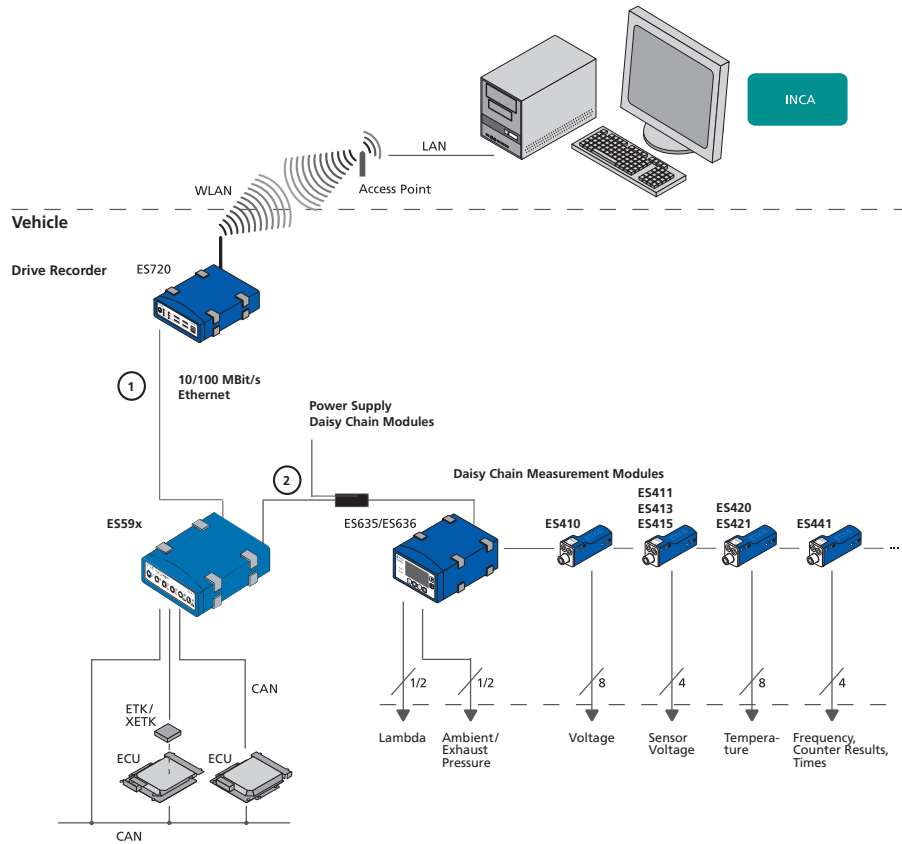 INCA
LAN
WLAN
Access Point
Vehicle
Drive Recorder
ES720
1
10/100 MBit/s
Ethernet
Power Supply
Daisy Chain Modules
2
Daisy Chain Measurement Modules
ES59x
ES635/ES636
ES410
ES411
ES413
ES415
ES420
ES421
ES441
...
CAN
ETK/
XETK
ECU
ECU
CAN
1/2
1/2
8
4
8
4
Lambda
Ambient/
Exhaust
Pressure
Voltage
Sensor
Voltage
Tempera-
ture
Frequency,
Counter Results,
Times